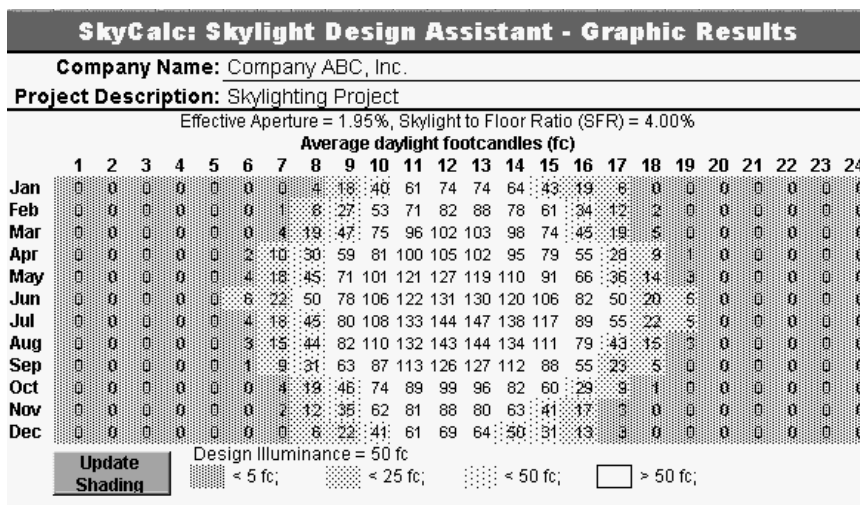 SkyCalc: Skylight Design Assistant - Graphic Results
Company Name: Company ABC, Inc.
Project Description: Skylighting Project
Effective Aperture = 1.95%, Skylight to Floor Ratio (SFR) = 4.00%
Average daylight footcandles (fc)
1 2 3 4 5 6 7 8 9 10 11 12 13 14 15 16 17 18 19 20 21 22 23 24
Jan 0 0 0 0 0 0 0 4 18 40 61 74 74 64 43 19 6 0 0 0 0 0 0 0
Feb 0 0 0 0 0 0 1 6 27 53 71 82 88 78 61 34 12 2 0 0 0 0 0 0
Mar 0 0 0 0 0 0 4 19 47 75 96 102 103 98 74 45 19 5 0 0 0 0 0 0
Apr 0 0 0 0 0 2 10 30 59 81 100 105 102 95 79 55 28 9 1 0 0 0 0 0
May 0 0 0 0 0 4 18 45 71 101 121 127 119 110 91 66 36 14 3 0 0 0 0 0
Jun 0 0 0 0 0 6 22 50 78 106 122 131 130 120 106 82 50 20 5 0 0 0 0 0
Jul 0 0 0 0 0 4 18 45 80 108 133 144 147 138 117 89 55 22 5 0 0 0 0 0
Aug 0 0 0 0 0 3 15 44 82 110 132 143 144 134 111 79 43 15 3 0 0 0 0 0
Sep 0 0 0 0 0 1 9 31 63 87 113 126 127 112 88 55 23 5 0 0 0 0 0 0
Oct 0 0 0 0 0 0 4 19 46 74 89 99 96 82 60 29 9 1 0 0 0 0 0 0
Nov 0 0 0 0 0 0 2 12 35 62 81 88 80 63 41 17 3 0 0 0 0 0 0 0
Dec 0 0 0 0 0 0 0 6 22 41 61 69 64 50 31 13 3 0 0 0 0 0 0 0
Design Illuminance = 50 fc
Update Shading
< 5 fc; < 25 fc; < 50 fc; > 50 fc;